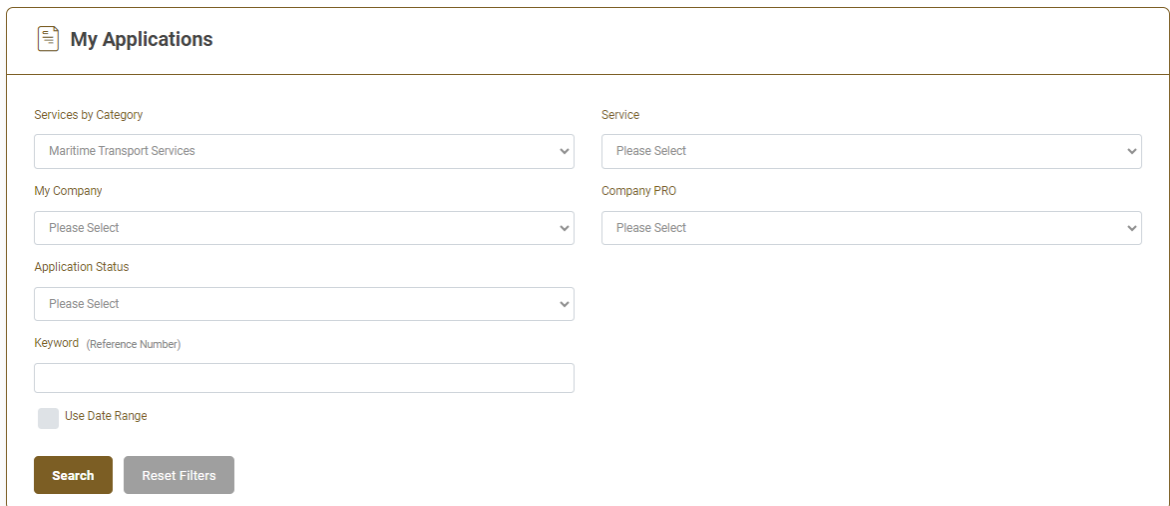 My Applications
Services by Category
Service
Maritime Transport Services
Please Select
My Company
Company PRO
Please Select
Please Select
Application Status
Please Select
Keyword (Reference Number)
Use Date Range
Search
Reset Filters